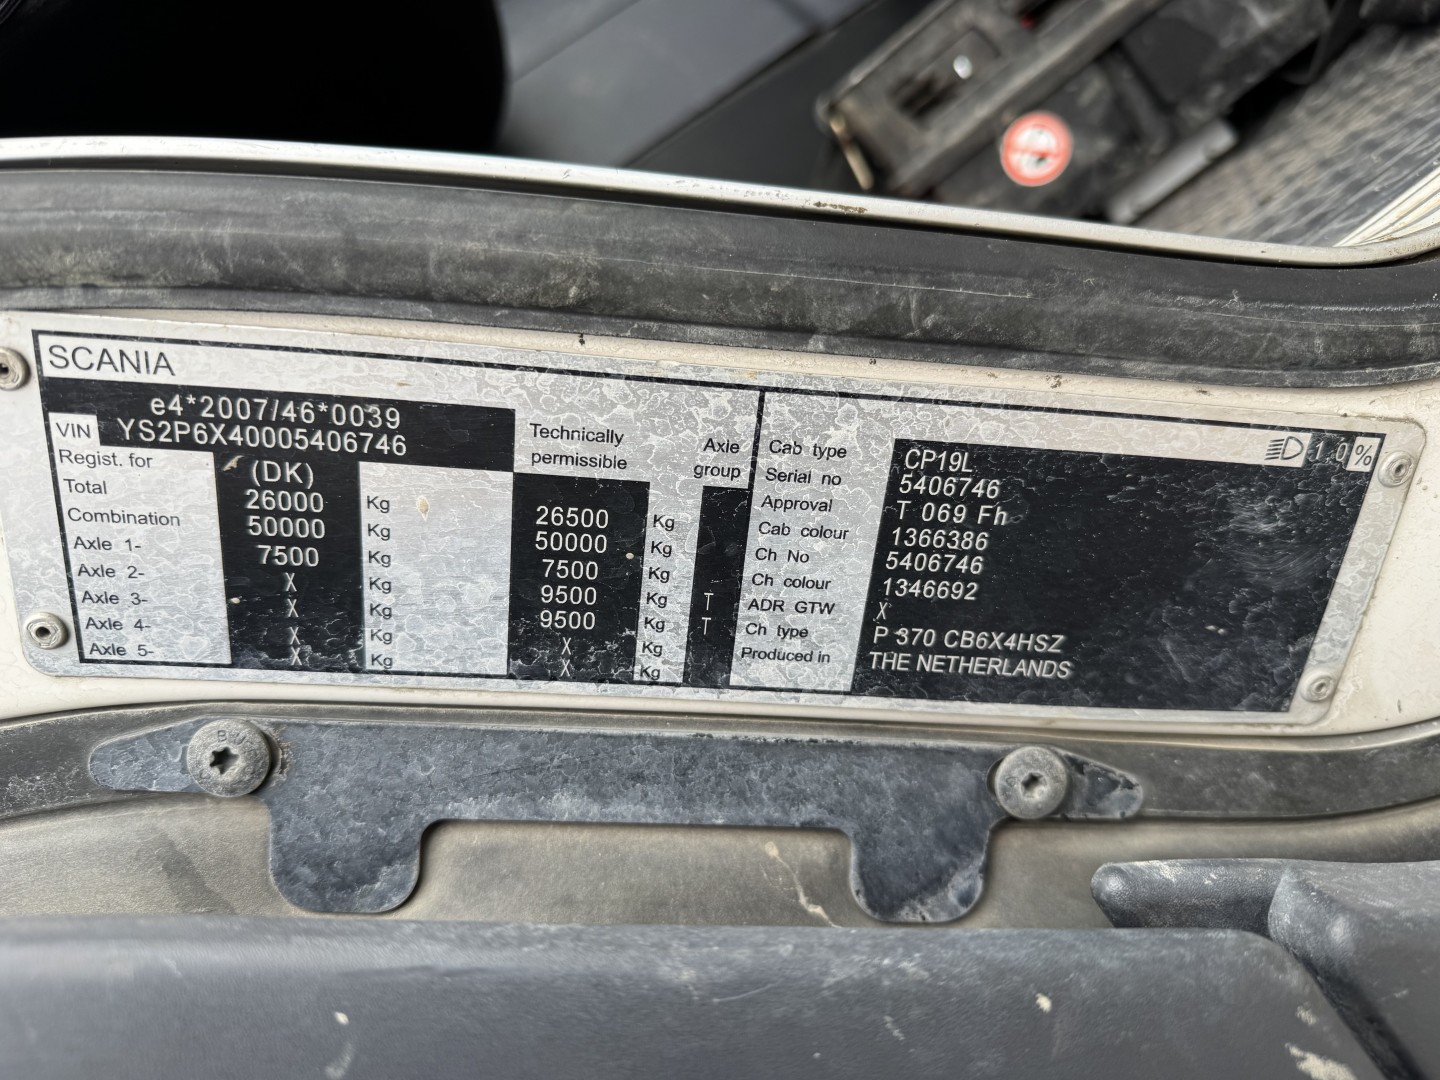 SCANIA
e4*2007/46*0039
VIN YS2P6X40005406746
Regist. for (DK)
Total 26000 Kg
Combination 50000 Kg
Axle 1- 7500 Kg
Axle 2- X Kg
Axle 3- X Kg
Axle 4- X Kg
Axle 5- X Kg
Technically
permissible
26500 Kg
50000 Kg
7500 Kg
9500 Kg T
9500 Kg T
X Kg
X Kg
Axle
group
10%
Cab type CP19L
Serial no 5406746
Approval T 069 Fh
Cab colour 1366386
Ch No 5406746
Ch colour 1346692
ADR GTW X
Ch type P 370 CB6X4HSZ
Produced in THE NETHERLANDS